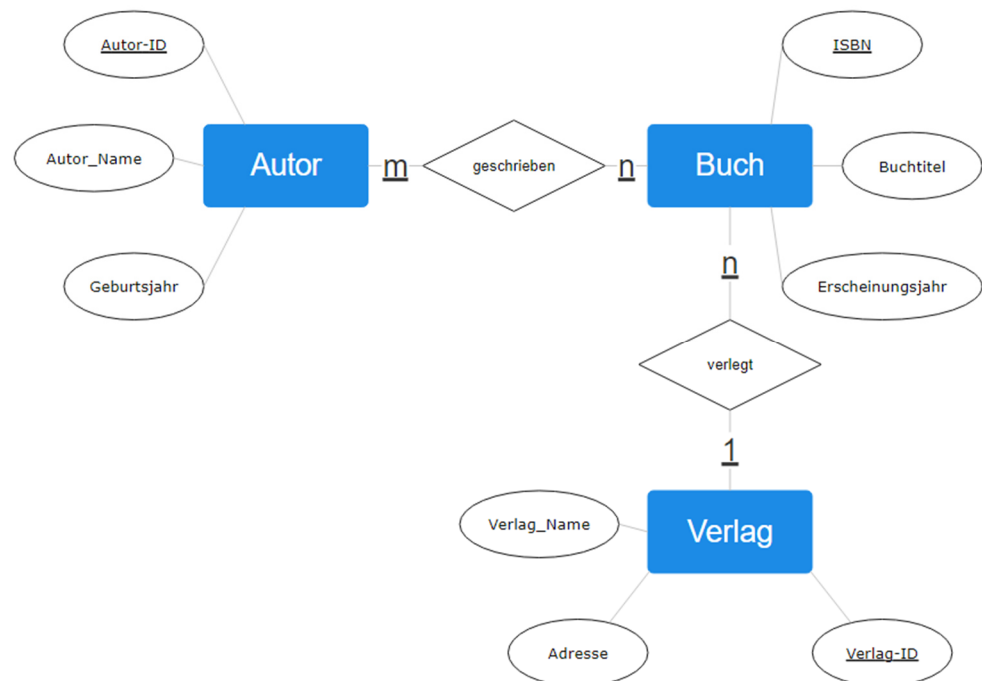 Autor-ID
ISBN
Autor_Name
Autor
m
geschrieben
n
Buch
Buchtitel
Geburtsjahr
n
Erscheinungsjahr
verlegt
1
Verlag_Name
Verlag
Adresse
Verlag-ID